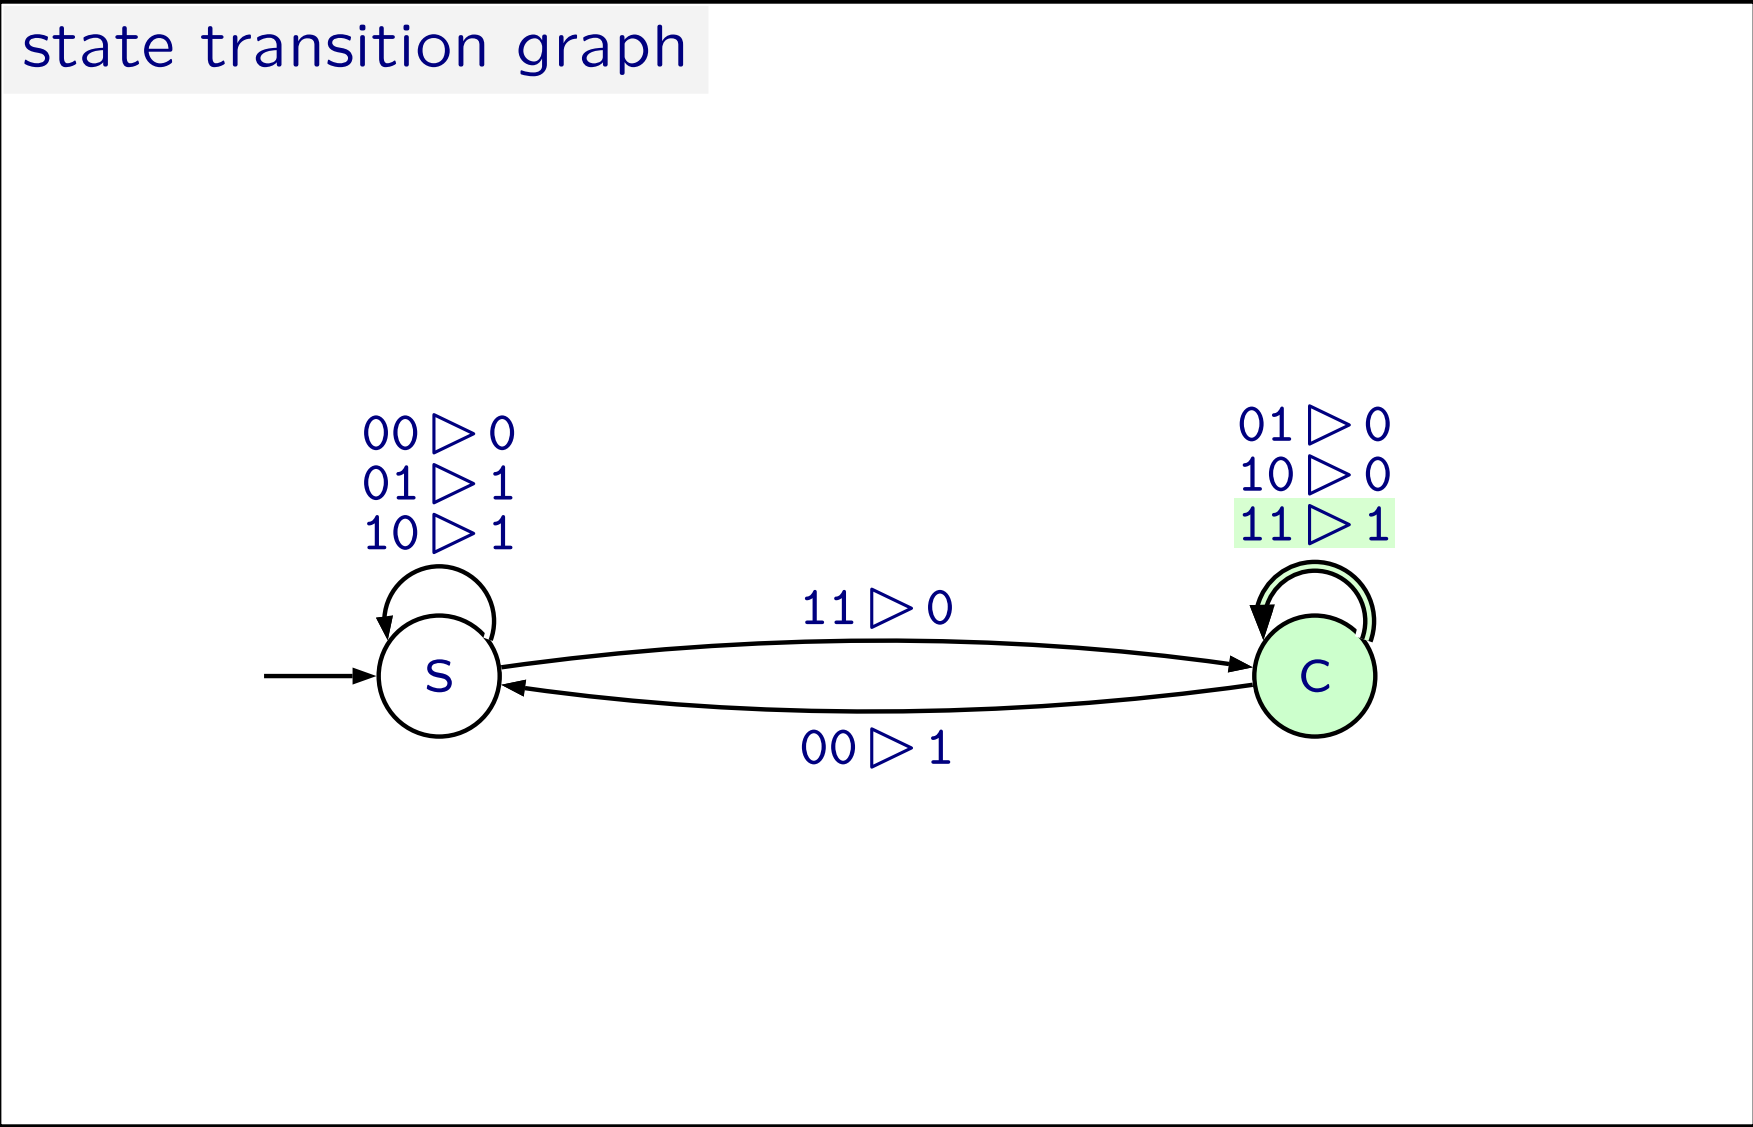 state transition graph
00 ▷ 0
01 ▷ 1
10 ▷ 1
01 ▷ 0
10 ▷ 0
11 ▷ 1
11 ▷ 0
S
C
00 ▷ 1